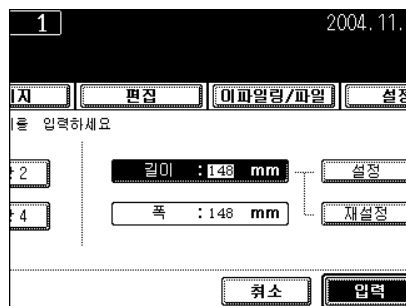 1 2004.11.
지 편집 이파일링/파일 설정
를 입력하세요
2 길이 :148 mm 설정
4 폭 :148 mm 재설정
취소 입력